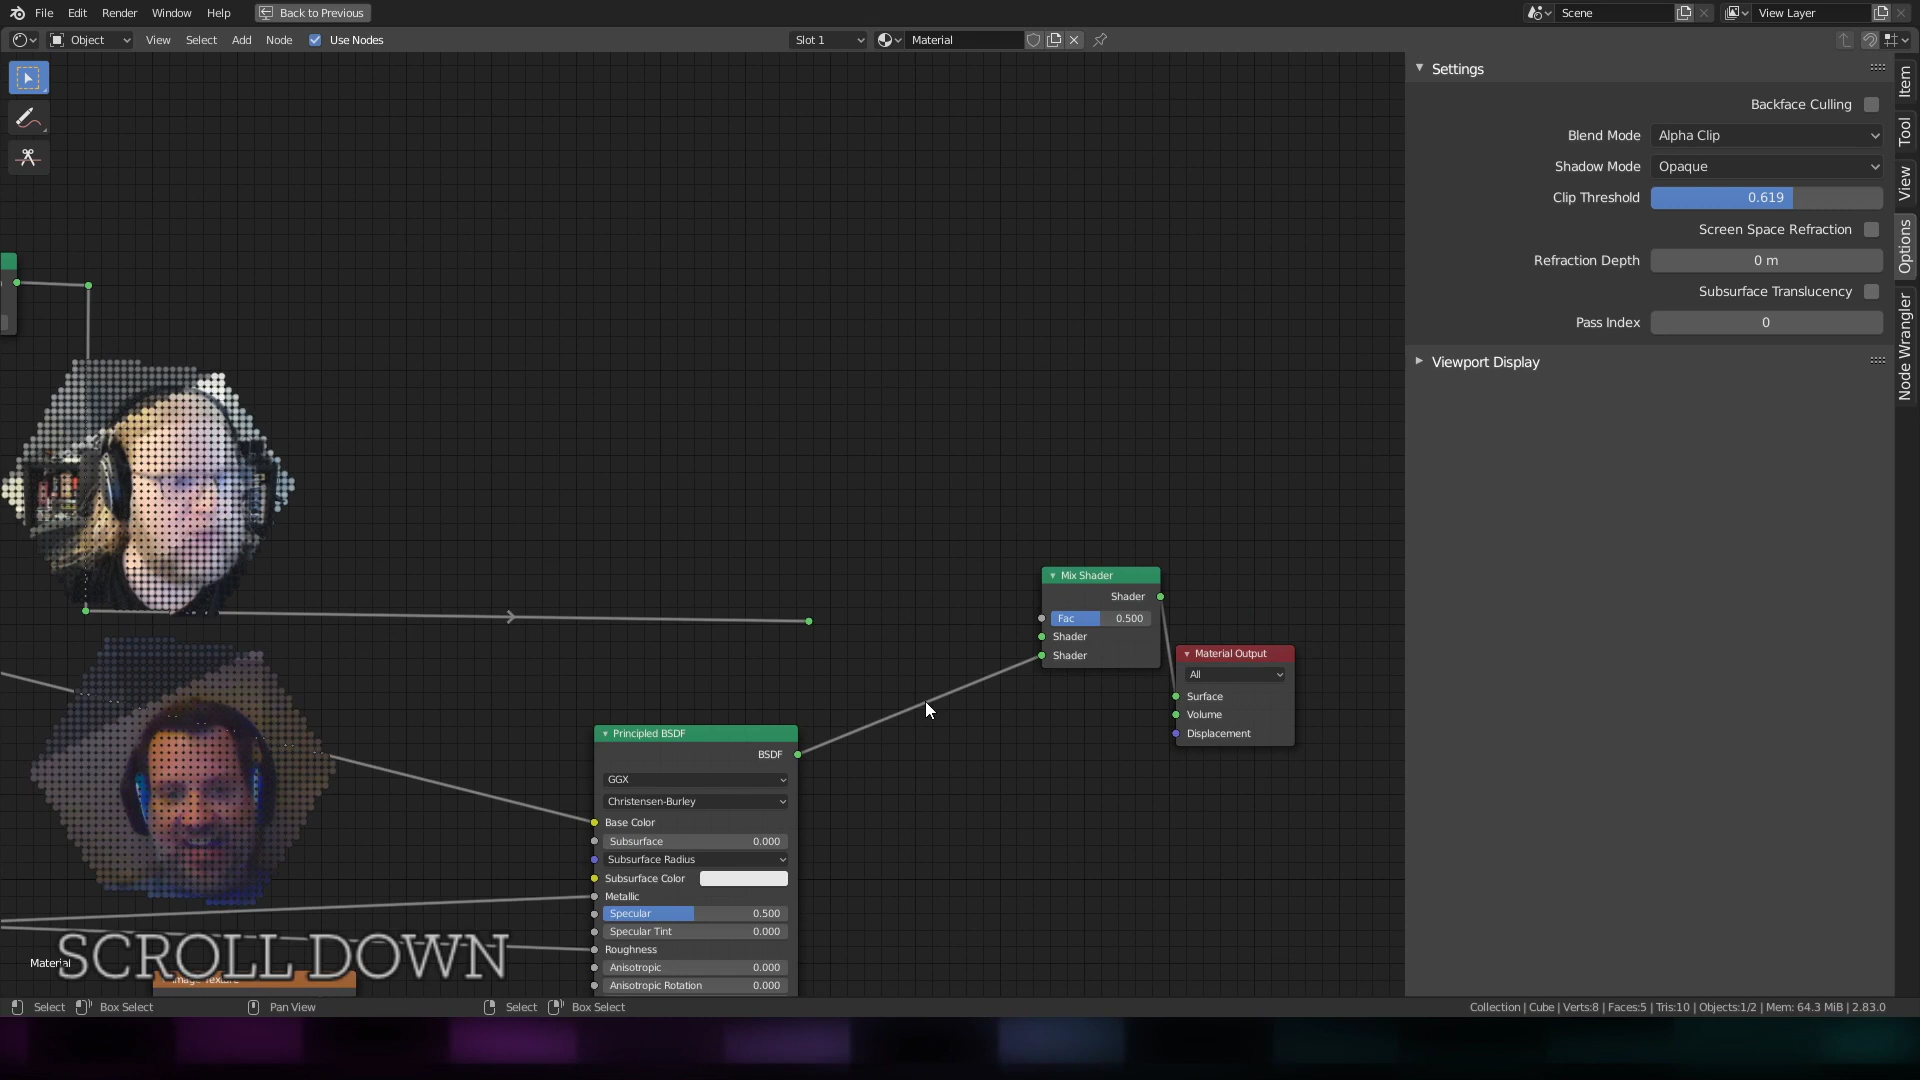 File Edit Render Window Help Back to Previous Scene View Layer
Object View Select Add Node Use Nodes Slot 1 Material
Settings
Backface Culling
Blend Mode Alpha Clip
Shadow Mode Opaque
Clip Threshold 0.619
Screen Space Refraction
Refraction Depth 0 m
Subsurface Translucency
Pass Index 0
Viewport Display
Item
Tool
View
Options
Node Wrangler
Mix Shader
Shader
Fac 0.500
Shader
Shader
Material Output
All
Surface
Volume
Displacement
Principled BSDF
BSDF
GGX
Christensen-Burley
Base Color
Subsurface 0.000
Subsurface Radius
Subsurface Color
Metallic
Specular 0.500
Specular Tint 0.000
Roughness
Anisotropic 0.000
Anisotropic Rotation 0.000
SCROLL DOWN
Material
Image Texture
Select Box Select Pan View Select Box Select Collection | Cube | Verts:8 | Faces:5 | Tris:10 | Objects:1/2 | Mem: 64.3 MiB | 2.83.0